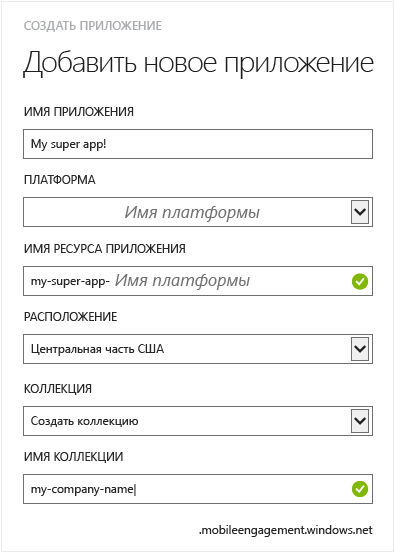 СОЗДАТЬ ПРИЛОЖЕНИЕ
Добавить новое приложение
ИМЯ ПРИЛОЖЕНИЯ
My super app!
ПЛАТФОРМА
Имя платформы
ИМЯ РЕСУРСА ПРИЛОЖЕНИЯ
my-super-app- Имя платформы
РАСПОЛОЖЕНИЕ
Центральная часть США
КОЛЛЕКЦИЯ
Создать коллекцию
ИМЯ КОЛЛЕКЦИИ
my-company-name
.mobileengagement.windows.net